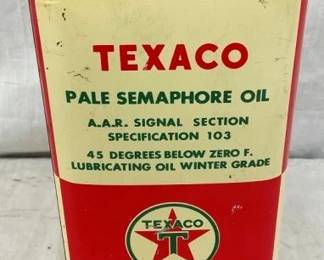 TEXACO
PALE SEMAPHORE OIL
A.A.R. SIGNAL SECTION
SPECIFICATION 103
45 DEGREES BELOW ZERO F.
LUBRICATING OIL WINTER GRADE
TEXACO
T